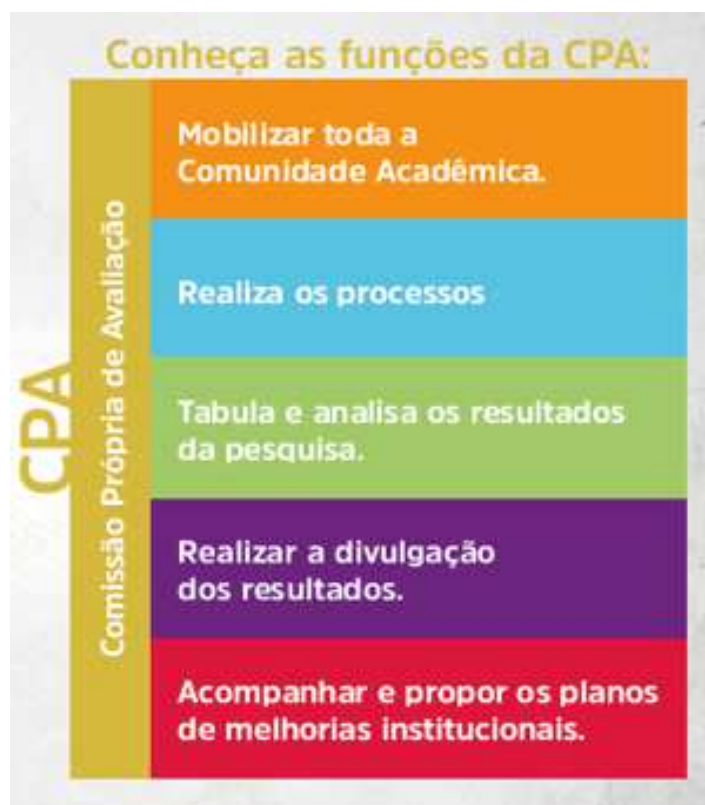 Conheça as funções da CPA:
CPA
Comissão Própria de Avaliação
Mobilizar toda a
Comunidade Acadêmica.
Realiza os processos
Tabula e analisa os resultados
da pesquisa.
Realizar a divulgação
dos resultados.
Acompanhar e propor os planos
de melhorias institucionais.